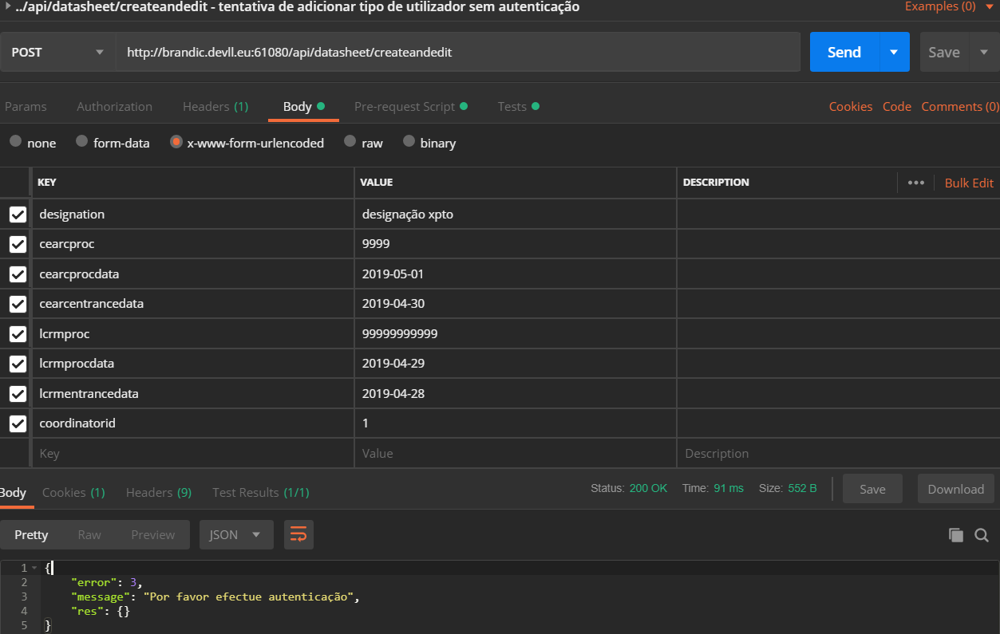 ../api/datasheet/createandedit - tentativa de adicionar tipo de utilizador sem autenticação Examples (0)
POST http://brandic.devll.eu:61080/api/datasheet/createandedit Send Save
Params Authorization Headers (1) Body Pre-request Script Tests Cookies Code Comments (0)
none form-data x-www-form-urlencoded raw binary
KEY VALUE DESCRIPTION ••• Bulk Edit
designation designação xpto
cearcproc 9999
cearcprocdata 2019-05-01
cearcentrancedata 2019-04-30
lcrmproc 99999999999
lcrmprocdata 2019-04-29
lcrmentrancedata 2019-04-28
coordinatorid 1
Key Value Description
Body Cookies (1) Headers (9) Test Results (1/1) Status: 200 OK Time: 91 ms Size: 552 B Save Download
Pretty Raw Preview JSON
1 {
2 "error": 3,
3 "message": "Por favor efectue autenticação",
4 "res": {}
5 }